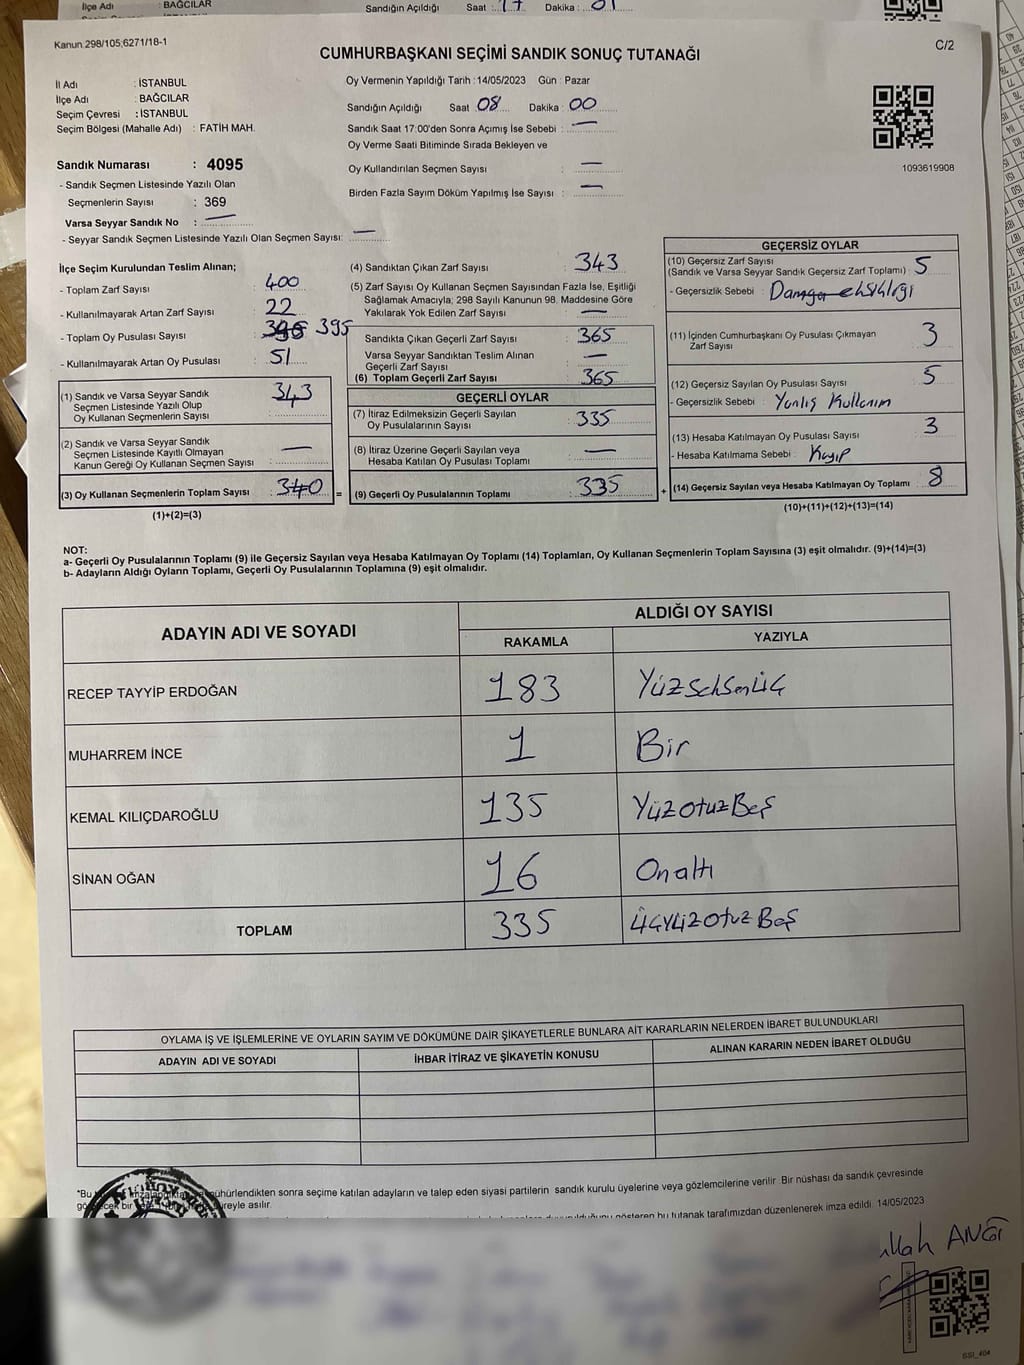 İlçe Adı : BAĞCILAR
Sandığın Açıldığı Saat : 17 Dakika : 01
Kanun 298/105;6271/18-1
C/2
CUMHURBAŞKANI SEÇİMİ SANDIK SONUÇ TUTANAĞI
İl Adı : İSTANBUL
İlçe Adı : BAĞCILAR
Seçim Çevresi : İSTANBUL
Seçim Bölgesi (Mahalle Adı) : FATİH MAH.
Oy Vermenin Yapıldığı Tarih : 14/05/2023 Gün : Pazar
Sandığın Açıldığı Saat 08 Dakika : 00
Sandık Saat 17:00'den Sonra Açımış İse Sebebi : —
Oy Verme Saati Bitiminde Sırada Bekleyen ve
Oy Kullandırılan Seçmen Sayısı : —
Birden Fazla Sayım Döküm Yapılmış İse Sayısı : —
1093619908
Sandık Numarası : 4095
- Sandık Seçmen Listesinde Yazılı Olan
Seçmenlerin Sayısı : 369
Varsa Seyyar Sandık No : —
- Seyyar Sandık Seçmen Listesinde Yazılı Olan Seçmen Sayısı: —
İlçe Seçim Kurulundan Teslim Alınan;
- Toplam Zarf Sayısı : 400
- Kullanılmayarak Artan Zarf Sayısı : 22
- Toplam Oy Pusulası Sayısı : 395
- Kullanılmayarak Artan Oy Pusulası : 51
(1) Sandık ve Varsa Seyyar Sandık
Seçmen Listesinde Yazılı Olup
Oy Kullanan Seçmenlerin Sayısı : 343
(2) Sandık ve Varsa Seyyar Sandık
Seçmen Listesinde Kayıtlı Olmayan
Kanun Gereği Oy Kullanan Seçmen Sayısı : —
(3) Oy Kullanan Seçmenlerin Toplam Sayısı : 340
(1)+(2)=(3)
=
(4) Sandıktan Çıkan Zarf Sayısı : 343
(5) Zarf Sayısı Oy Kullanan Seçmen Sayısından Fazla İse, Eşitliği
Sağlamak Amacıyla; 298 Sayılı Kanunun 98. Maddesine Göre
Yakılarak Yok Edilen Zarf Sayısı : —
Sandıkta Çıkan Geçerli Zarf Sayısı : 365
Varsa Seyyar Sandıktan Teslim Alınan
Geçerli Zarf Sayısı : —
(6) Toplam Geçerli Zarf Sayısı : 365
GEÇERLİ OYLAR
(7) İtiraz Edilmeksizin Geçerli Sayılan
Oy Pusulalarının Sayısı : 335
(8) İtiraz Üzerine Geçerli Sayılan veya
Hesaba Katılan Oy Pusulası Toplamı : —
(9) Geçerli Oy Pusulalarının Toplamı : 335
+
GEÇERSİZ OYLAR
(10) Geçersiz Zarf Sayısı
(Sandık ve Varsa Seyyar Sandık Geçersiz Zarf Toplamı) : 5
- Geçersizlik Sebebi : Damga eksikliği
(11) İçinden Cumhurbaşkanı Oy Pusulası Çıkmayan
Zarf Sayısı : 3
(12) Geçersiz Sayılan Oy Pusulası Sayısı : 5
- Geçersizlik Sebebi : Yanlış Kullanım
(13) Hesaba Katılmayan Oy Pusulası Sayısı : 3
- Hesaba Katılmama Sebebi : Kayıp
(14) Geçersiz Sayılan veya Hesaba Katılmayan Oy Toplamı : 8
(10)+(11)+(12)+(13)=(14)
NOT:
a- Geçerli Oy Pusulalarının Toplamı (9) ile Geçersiz Sayılan veya Hesaba Katılmayan Oy Toplamı (14) Toplamları, Oy Kullanan Seçmenlerin Toplam Sayısına (3) eşit olmalıdır. (9)+(14)=(3)
b- Adayların Aldığı Oyların Toplamı, Geçerli Oy Pusulalarının Toplamına (9) eşit olmalıdır.
ADAYIN ADI VE SOYADI
ALDIĞI OY SAYISI
RAKAMLA YAZIYLA
RECEP TAYYİP ERDOĞAN 183 YüzseksenÜç
MUHARREM İNCE 1 Bir
KEMAL KILIÇDAROĞLU 135 YüzotuzBeş
SİNAN OĞAN 16 Onaltı
TOPLAM 335 ÜçyüzotuzBeş
OYLAMA İŞ VE İŞLEMLERİNE VE OYLARIN SAYIM VE DÖKÜMÜNE DAİR ŞİKAYETLERLE BUNLARA AİT KARARLARIN NELERDEN İBARET BULUNDUKLARI
ADAYIN ADI VE SOYADI İHBAR İTİRAZ VE ŞİKAYETİN KONUSU ALINAN KARARIN NEDEN İBARET OLDUĞU
*Bu mühürlendikten sonra seçime katılan adayların ve talep eden siyasi partilerin sandık kurulu üyelerine veya gözlemcilerine verilir. Bir nüshası da sandık çevresinde
bir süreyle asılır.
gösteren bu tutanak tarafımızdan düzenlenerek imza edildi. 14/05/2023